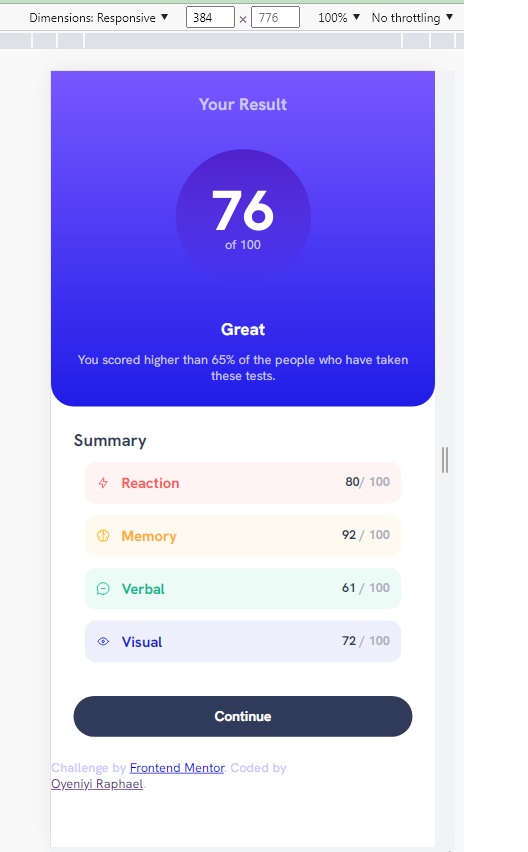 Dimensions: Responsive ▼ 384 × 776 100% ▼ No throttling ▼
Your Result
76
of 100
Great
You scored higher than 65% of the people who have taken
these tests.
Summary
Reaction 80/ 100
Memory 92 / 100
Verbal 61 / 100
Visual 72 / 100
Continue
Challenge by Frontend Mentor. Coded by
Oyeniyi Raphael.